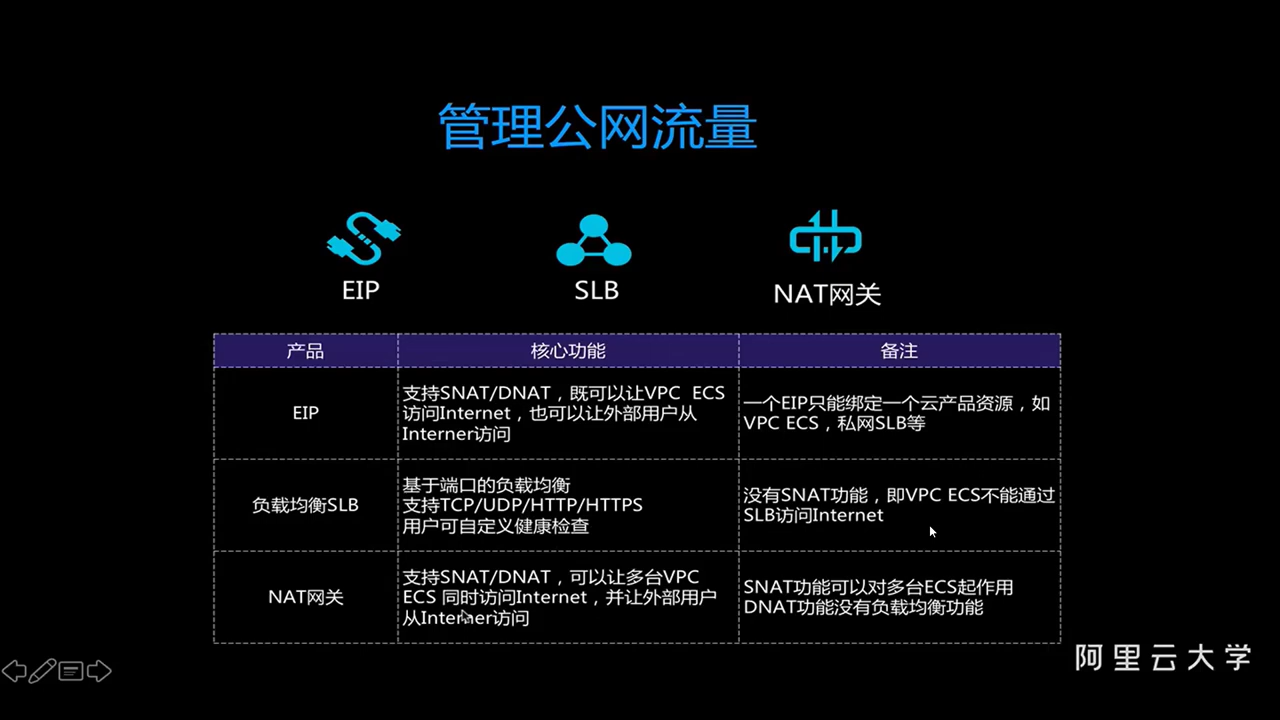 管理公网流量
EIP
SLB
NAT网关
产品
核心功能
备注
EIP
支持SNAT/DNAT，既可以让VPC ECS
访问Internet，也可以让外部用户从
Interner访问
一个EIP只能绑定一个云产品资源，如
VPC ECS，私网SLB等
负载均衡SLB
基于端口的负载均衡
支持TCP/UDP/HTTP/HTTPS
用户可自定义健康检查
没有SNAT功能，即VPC ECS不能通过
SLB访问Internet
NAT网关
支持SNAT/DNAT，可以让多台VPC
ECS 同时访问Internet，并让外部用户
从Interner访问
SNAT功能可以对多台ECS起作用
DNAT功能没有负载均衡功能
阿里云大学